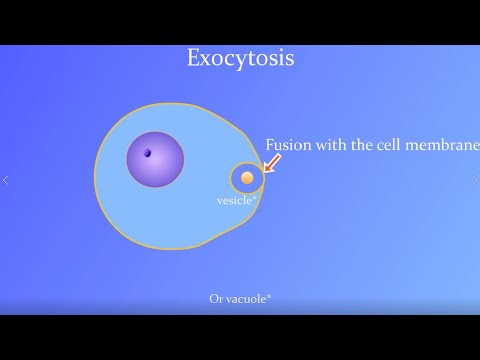 Exocytosis
Fusion with the cell membrane
vesicle*
Or vacuole*